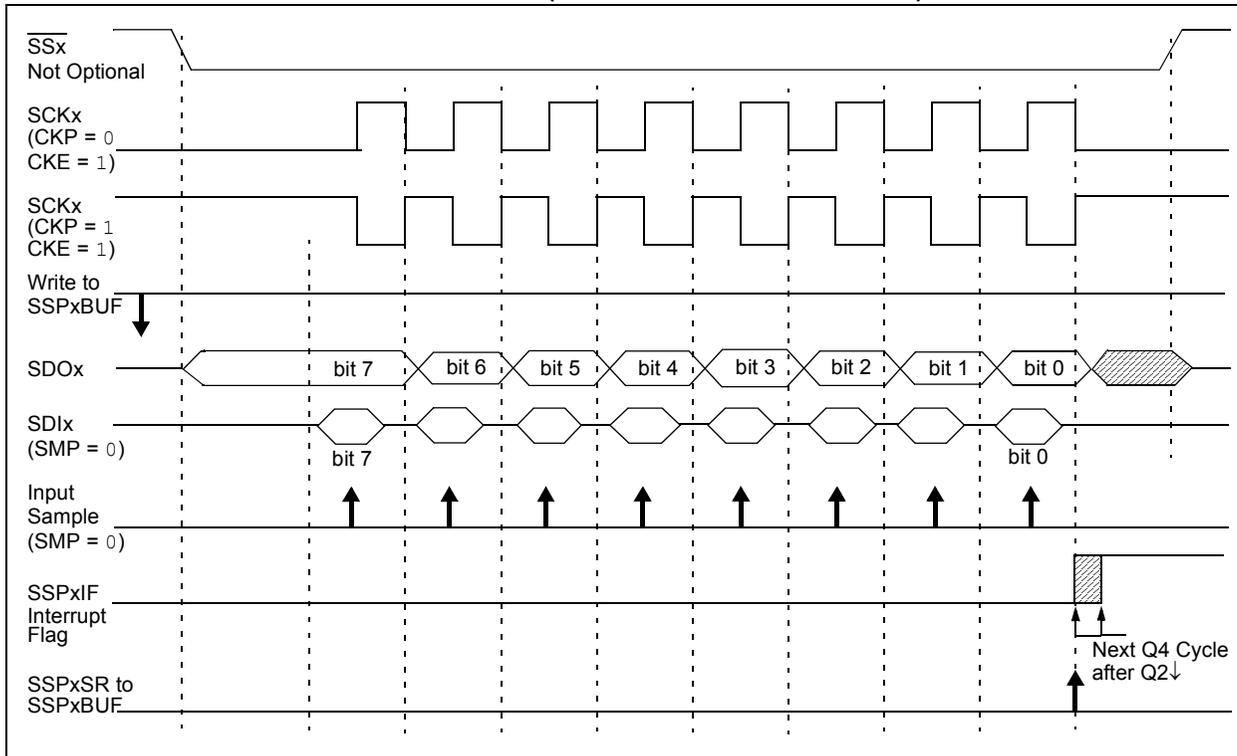 SSx
Not Optional
SCKx
(CKP = 0
CKE = 1)
SCKx
(CKP = 1
CKE = 1)
Write to
SSPxBUF
SDOx
bit 7 bit 6 bit 5 bit 4 bit 3 bit 2 bit 1 bit 0
SDIx
(SMP = 0)
bit 7 bit 0
Input
Sample
(SMP = 0)
SSPxIF
Interrupt
Flag
Next Q4 Cycle
after Q2↓
SSPxSR to
SSPxBUF